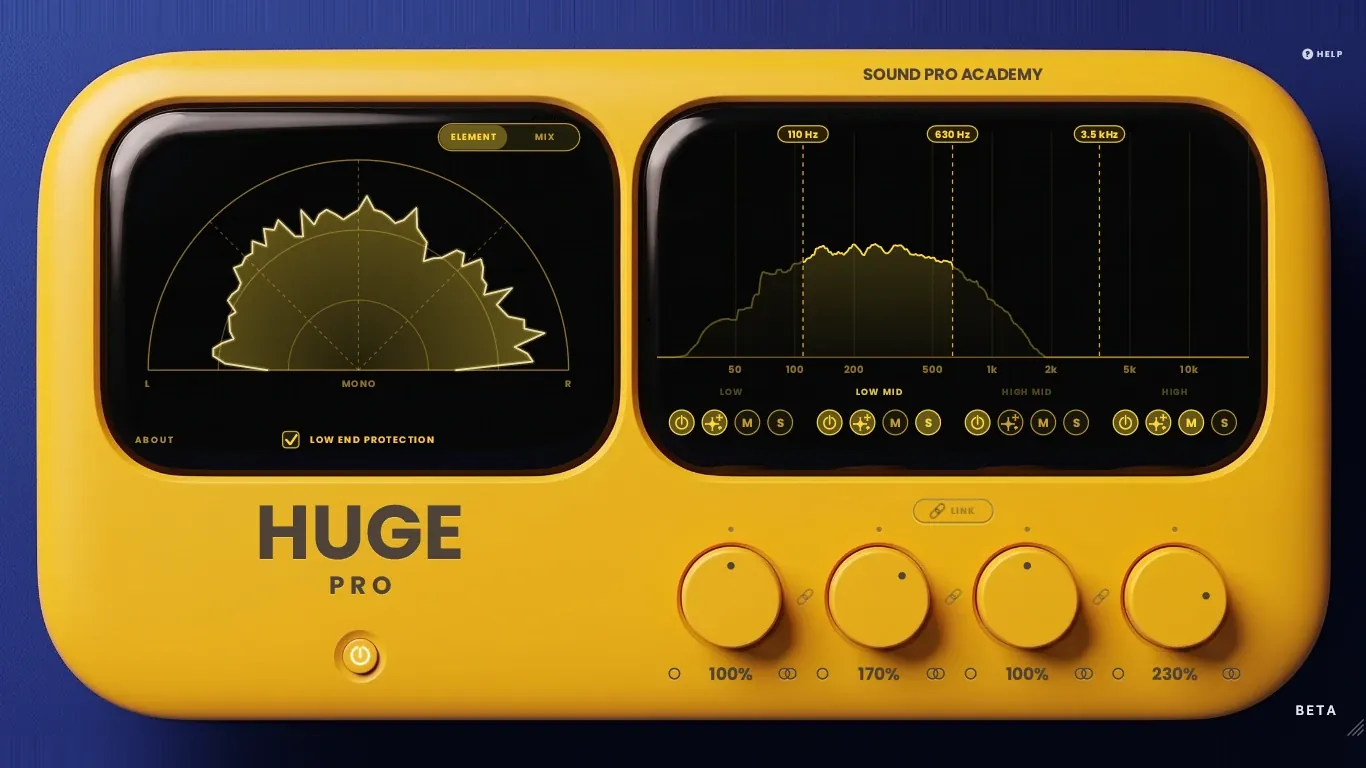 HELP
SOUND PRO ACADEMY
ELEMENT MIX
110 Hz 630 Hz 3.5 kHz
L MONO R
50 100 200 500 1k 2k 5k 10k
LOW LOW MID HIGH MID HIGH
M S M S M S M S
ABOUT LOW END PROTECTION
HUGE
PRO
LINK
100% 170% 100% 230%
BETA